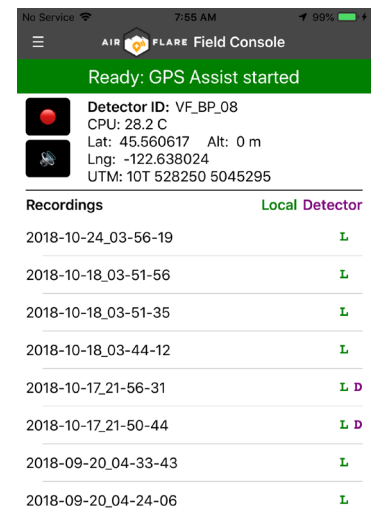 No Service 7:55 AM 99%
AIR FLARE Field Console
Ready: GPS Assist started
Detector ID: VF_BP_08
CPU: 28.2 C
Lat: 45.560617 Alt: 0 m
Lng: -122.638024
UTM: 10T 528250 5045295
Recordings Local Detector
2018-10-24_03-56-19 L
2018-10-18_03-51-56 L
2018-10-18_03-51-35 L
2018-10-18_03-44-12 L
2018-10-17_21-56-31 L D
2018-10-17_21-50-44 L D
2018-09-20_04-33-43 L
2018-09-20_04-24-06 L